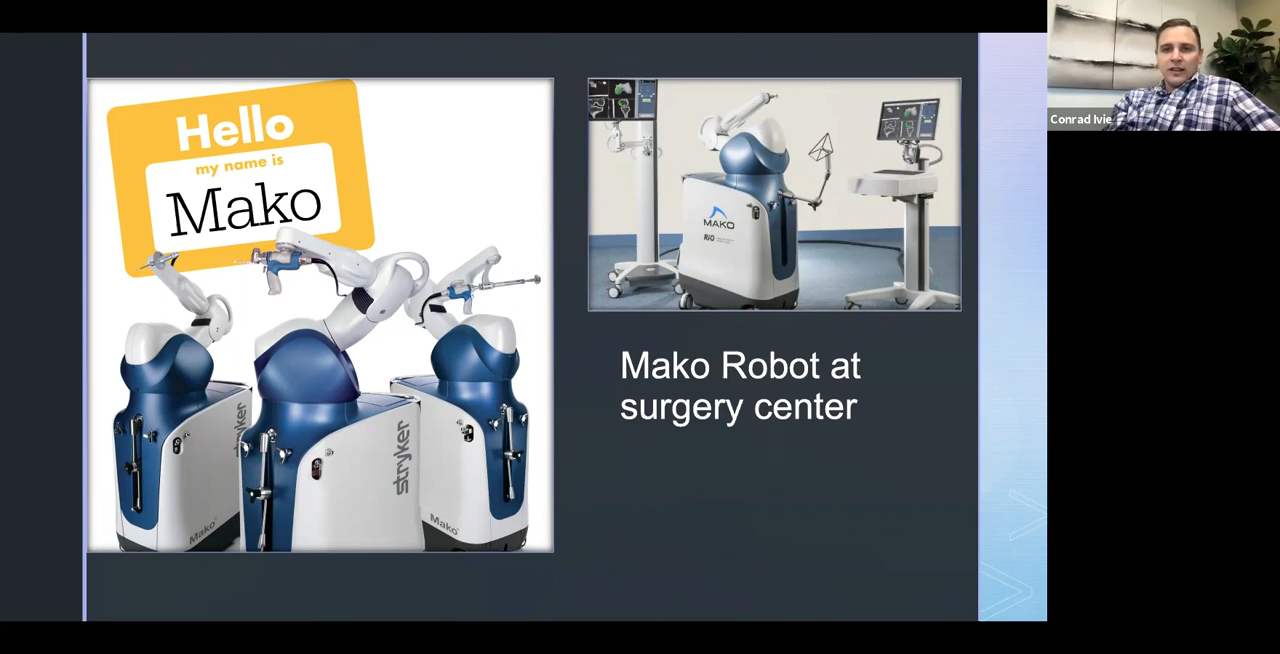 Hello
my name is
Mako
stryker
stryker
Mako
Mako
MAKO
RIO
Mako Robot at
surgery center
Conrad Ivie